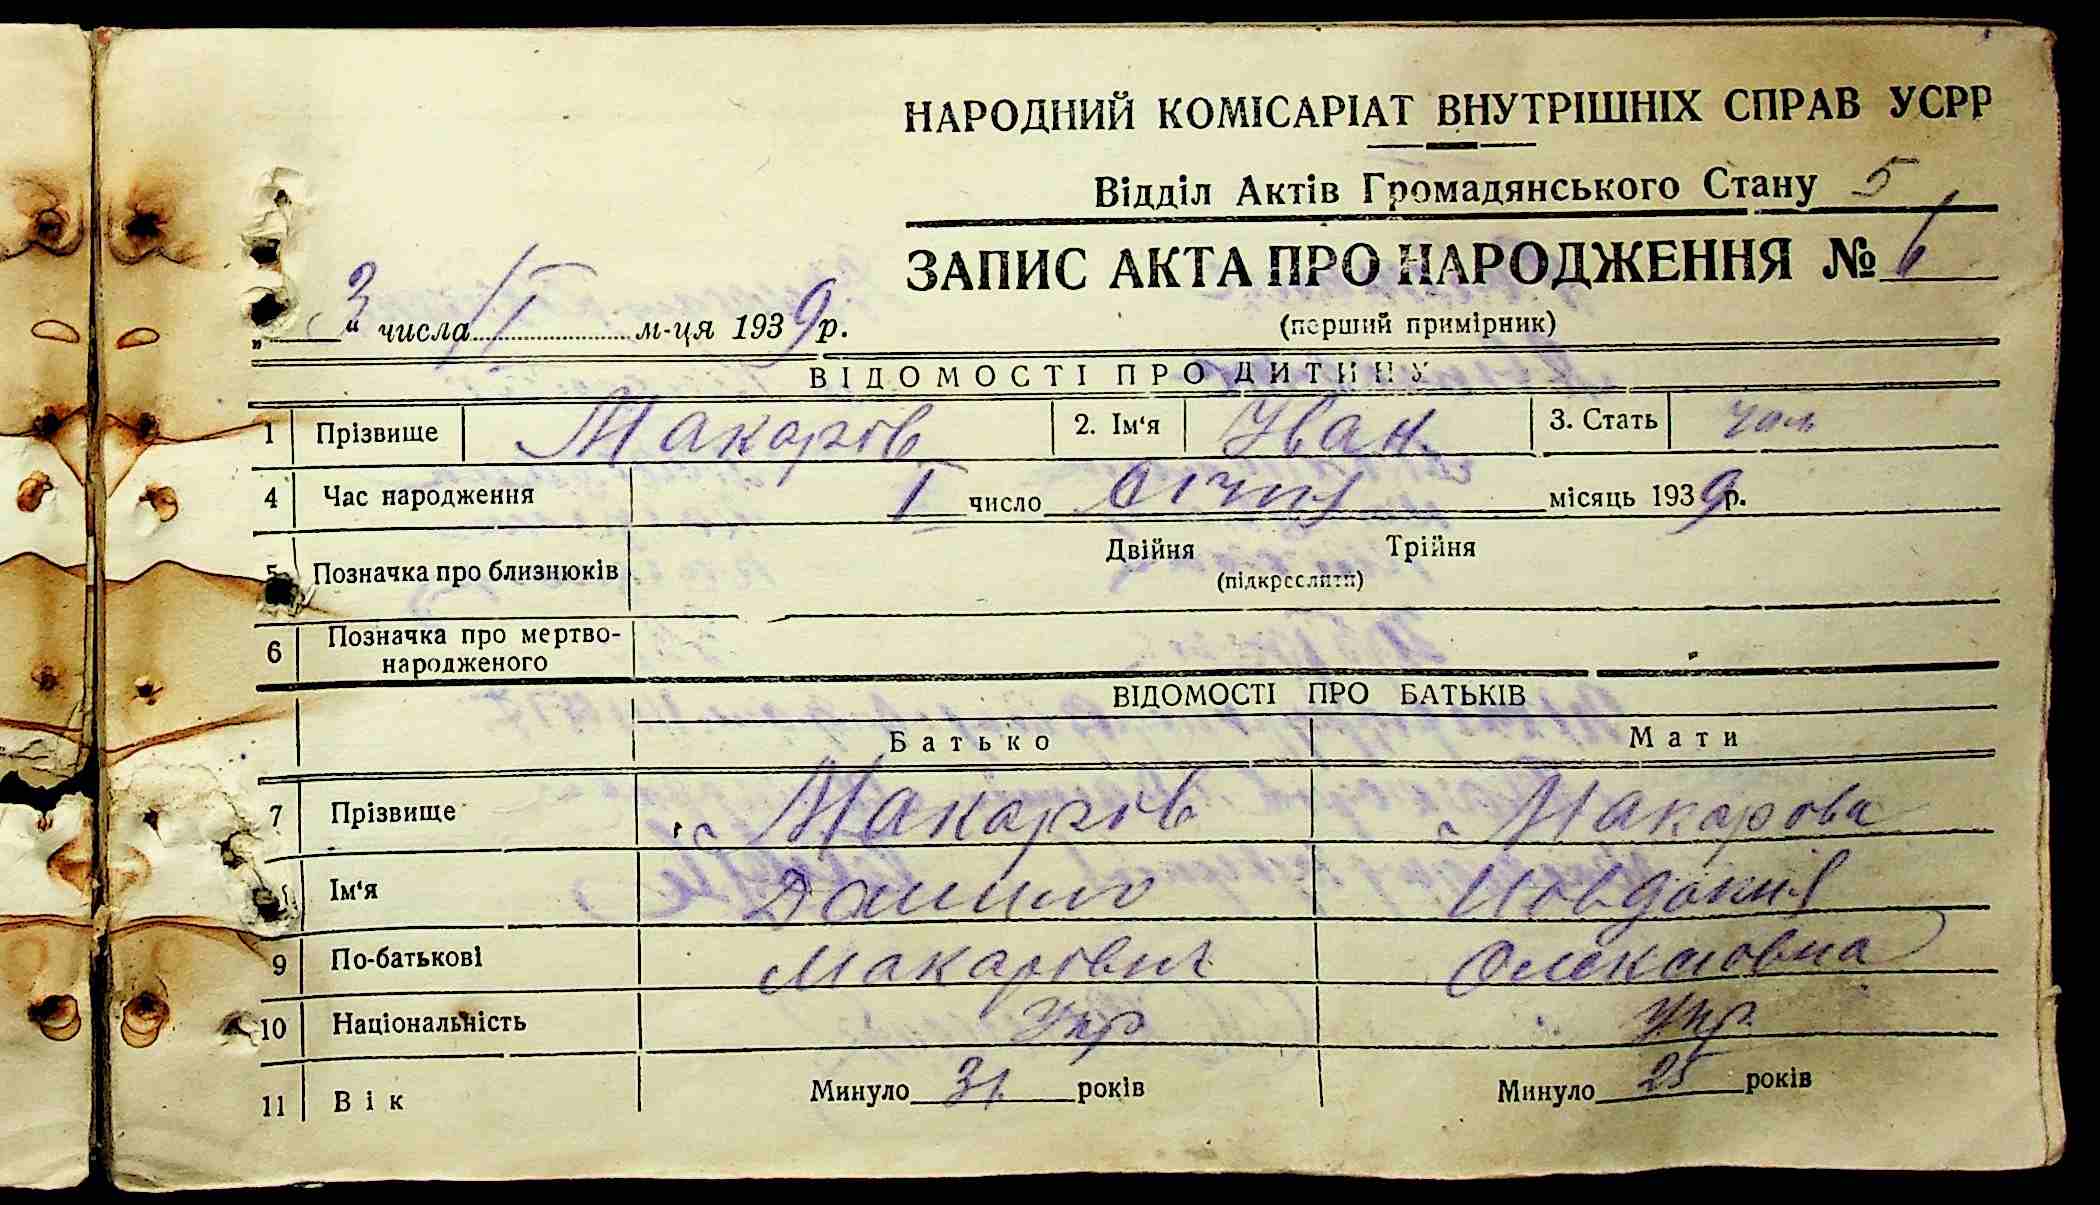 НАРОДНИЙ КОМІСАРІАТ ВНУТРІШНІХ СПРАВ УСРР
Відділ Актів Громадянського Стану 5
ЗАПИС АКТА ПРО НАРОДЖЕННЯ №
„3“ числа I м-ця 1939 р.
(перший примірник)
ВІДОМОСТІ ПРО ДИТИНУ
1 Прізвище Макаров 2. Ім‘я Иван 3. Стать чол
4 Час народження I число Січня місяць 1939 р.
5 Позначка про близнюків Двійня Трійня
(підкреслити)
6 Позначка про мертво-
народженого
ВІДОМОСТІ ПРО БАТЬКІВ
Батько Мати
7 Прізвище Макаров Макарова
8 Ім‘я Данило Иовдокия
9 По-батькові Макарович Олексіовна
10 Національність Укр Укр.
11 Вік Минуло 31 років Минуло 25 років